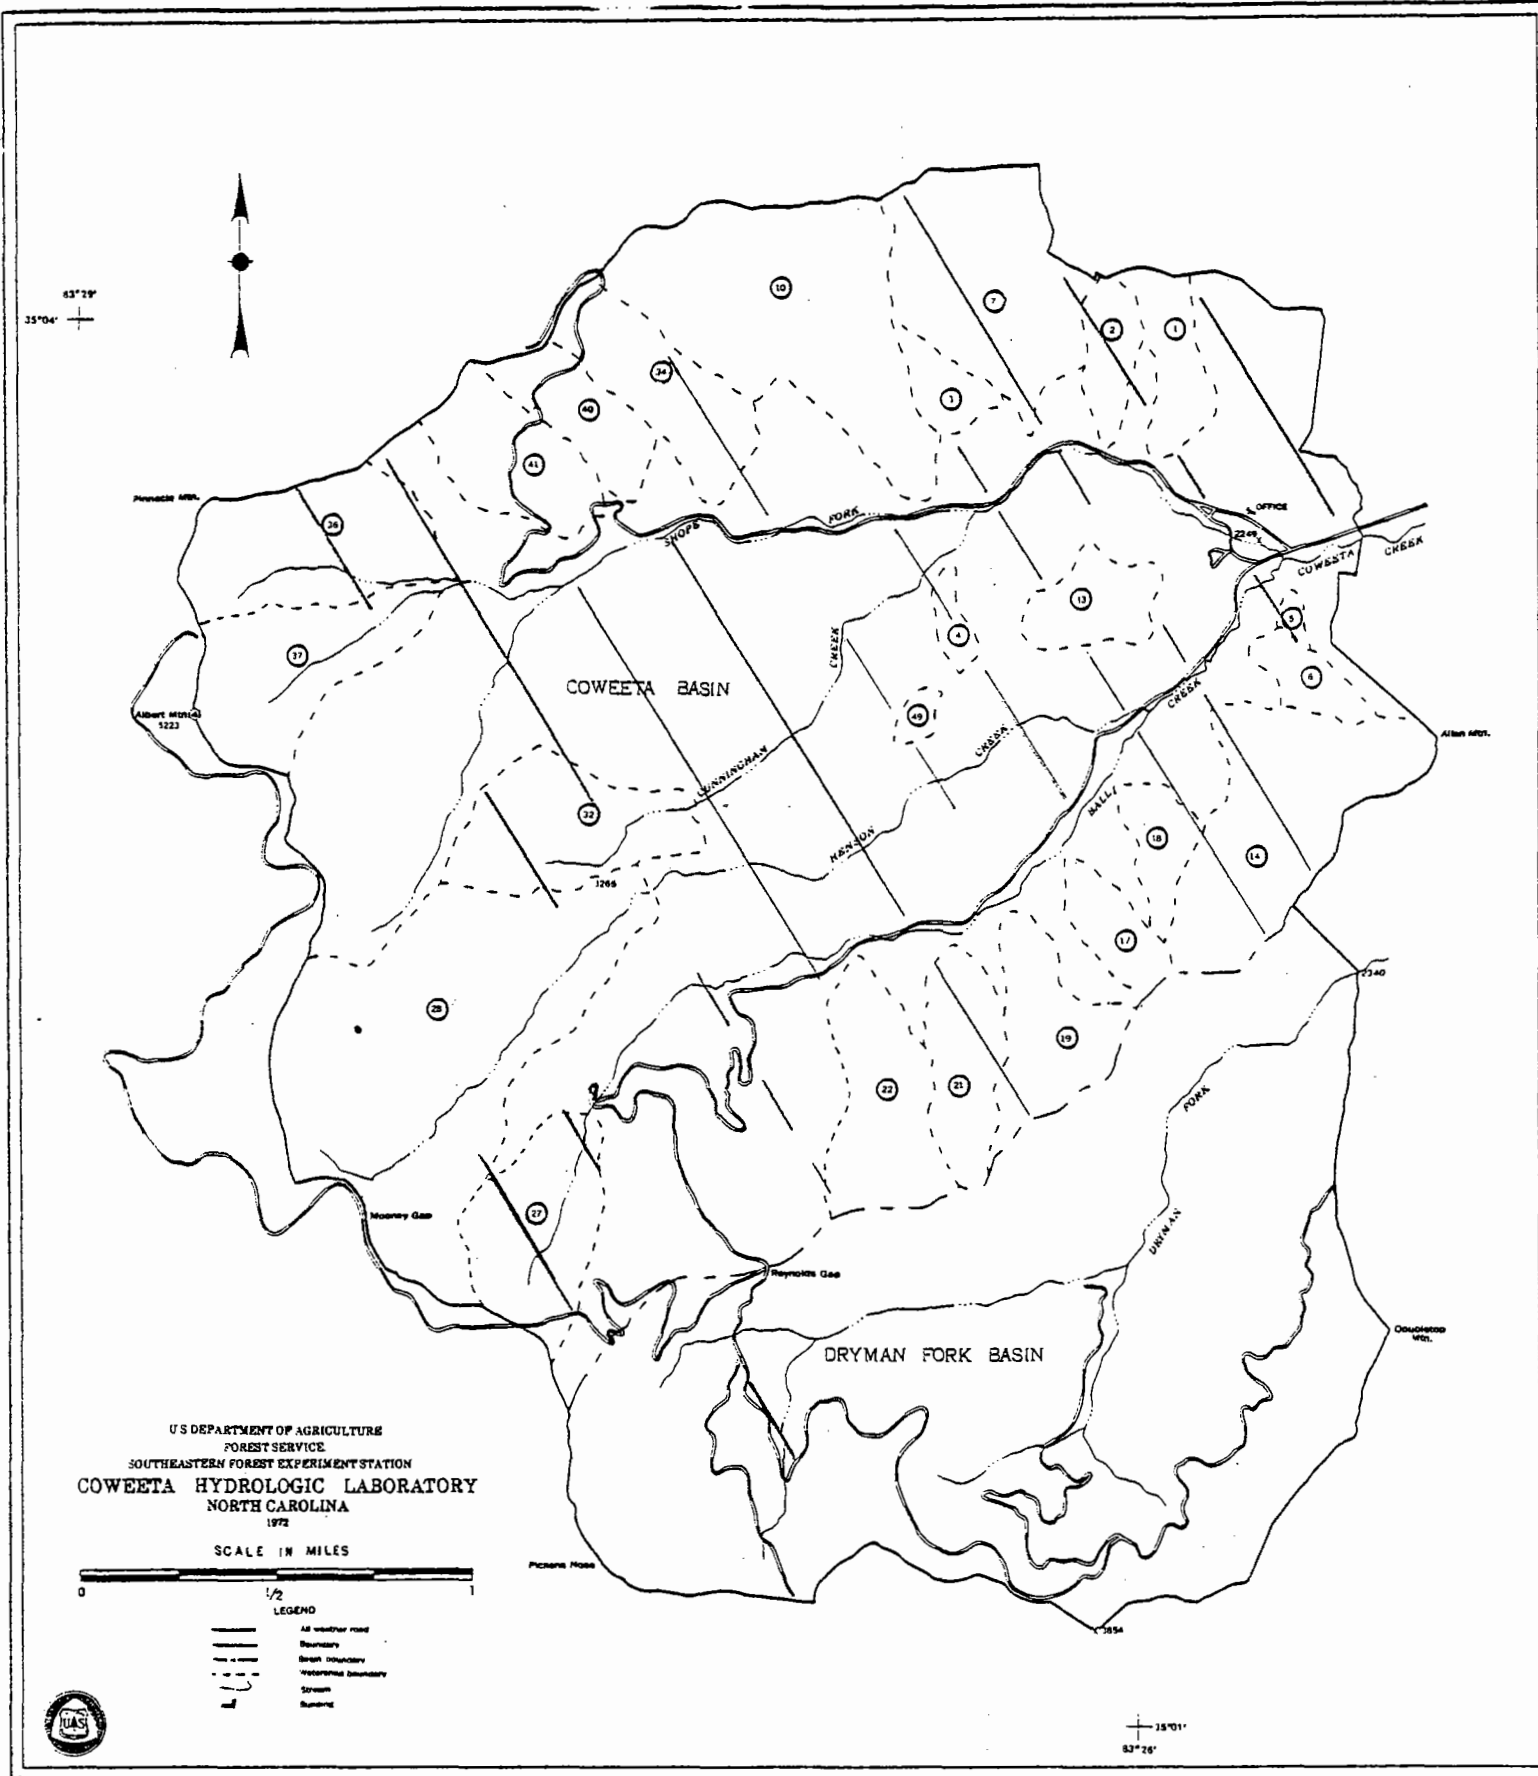 83°29'
35°04'
10
7
2
1
34
3
40
41
Pinnacle Mtn.
36
SHOPE FORK
OFFICE
2249
COWEETA CREEK
13
5
4
37
6
COWEETA BASIN
CREEK
CREEK
Albert Mtn.
5223
49
Allan Mtn.
CUNNINGHAM
CREEK
32
BALL
18
HENSON
14
3265
17
2340
28
19
22
21
FORK
Mooney Gap
27
DRYMAN
Reynolds Gap
Doubletop
Mtn.
DRYMAN FORK BASIN
U S DEPARTMENT OF AGRICULTURE
FOREST SERVICE
SOUTHEASTERN FOREST EXPERIMENT STATION
COWEETA HYDROLOGIC LABORATORY
NORTH CAROLINA
1972
SCALE IN MILES
0 1/2 1
Pickens Nose
LEGEND
All weather road
Boundary
Basin boundary
Watershed boundary
Stream
Building
3854
UAS
35°01'
83°26'